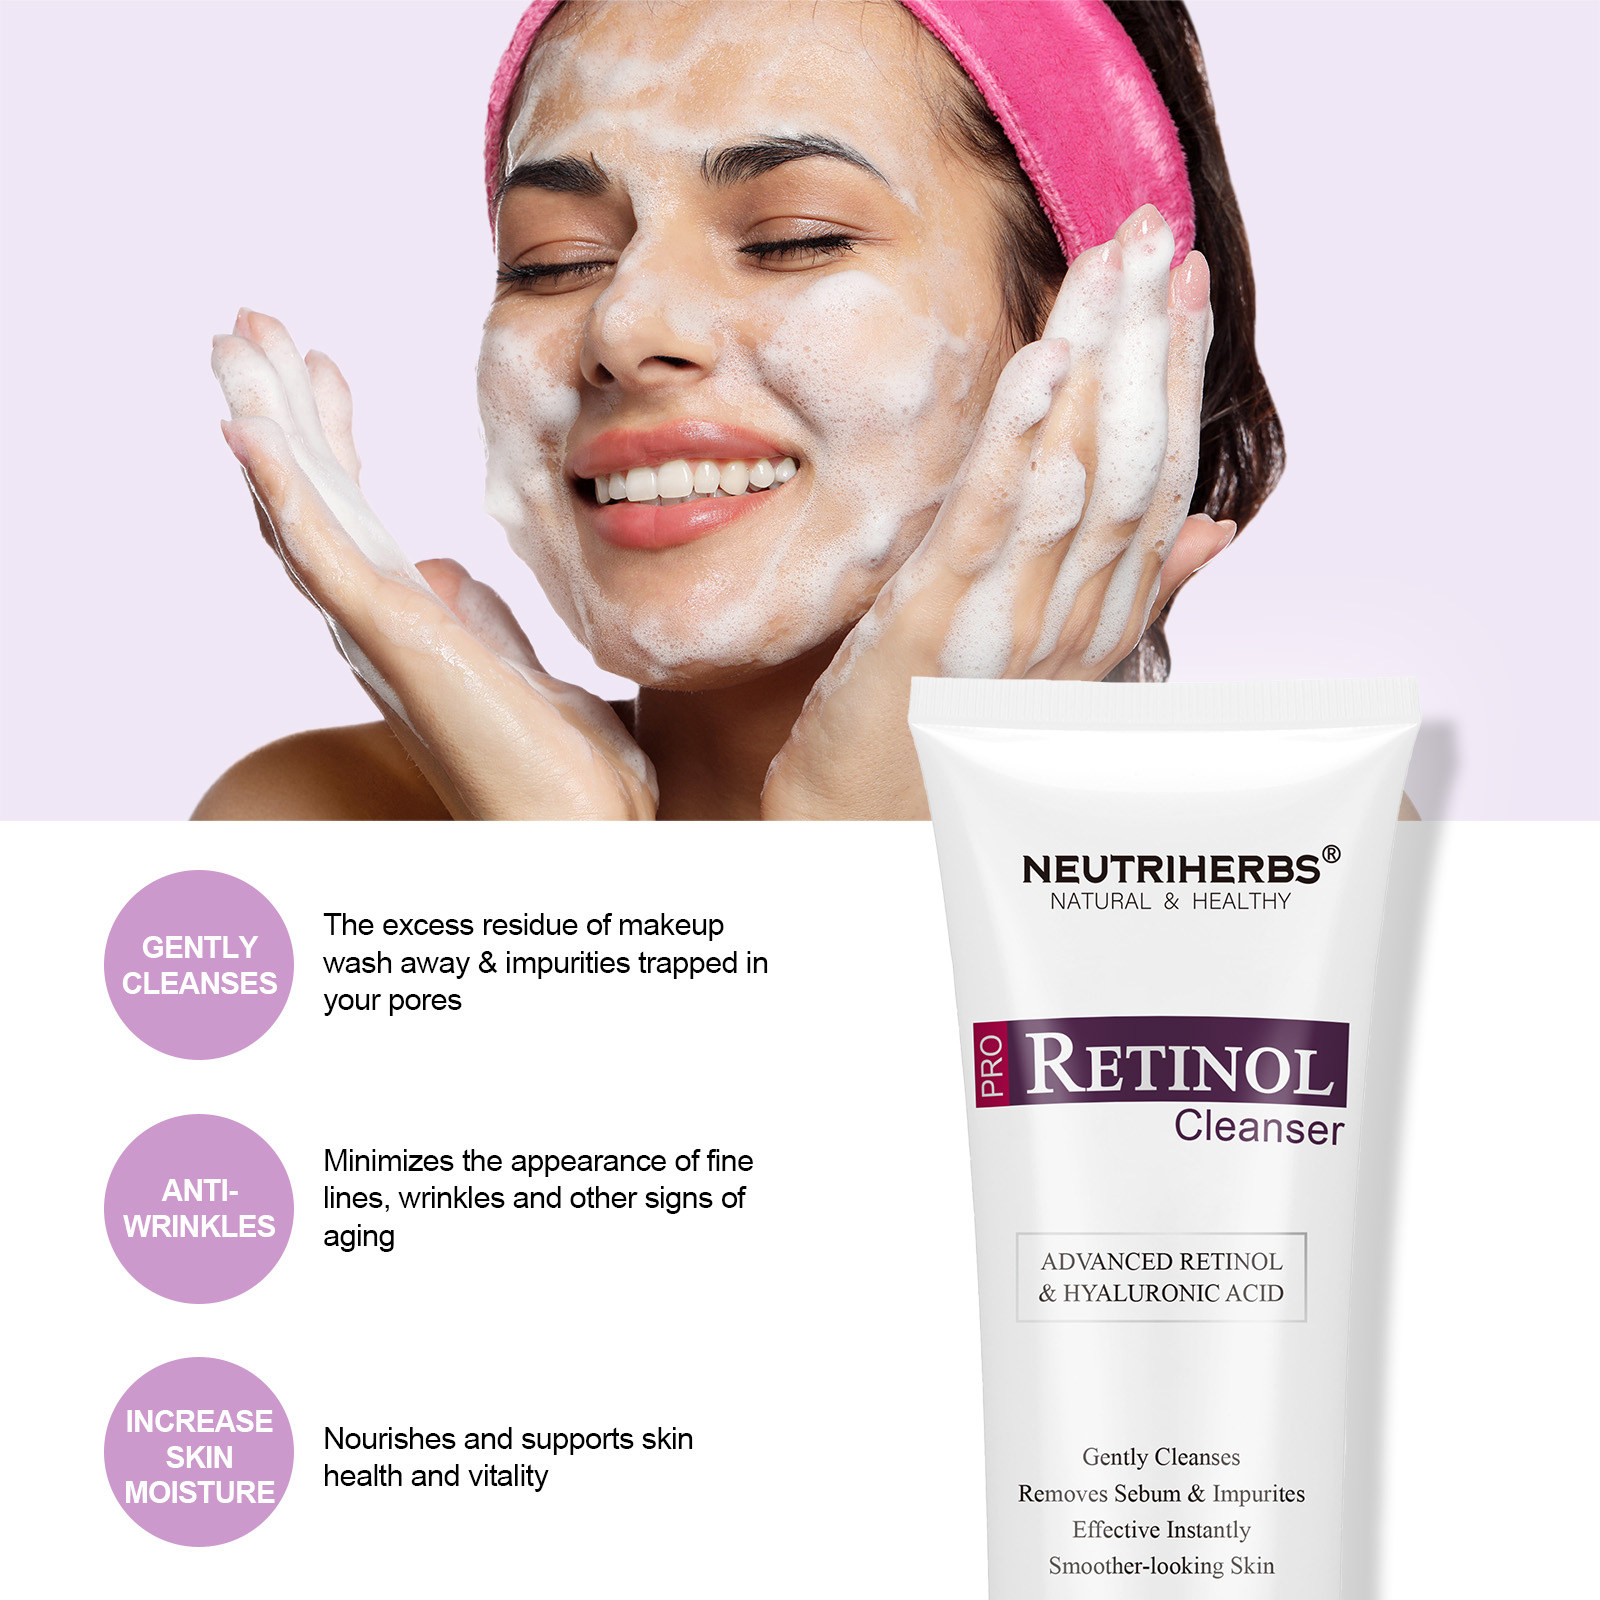 GENTLY
CLEANSES
The excess residue of makeup
wash away & impurities trapped in
your pores
ANTI-
WRINKLES
Minimizes the appearance of fine
lines, wrinkles and other signs of
aging
INCREASE
SKIN
MOISTURE
Nourishes and supports skin
health and vitality
NEUTRIHERBS®
NATURAL & HEALTHY
PRO RETINOL
Cleanser
ADVANCED RETINOL
& HYALURONIC ACID
Gently Cleanses
Removes Sebum & Impurites
Effective Instantly
Smoother-looking Skin